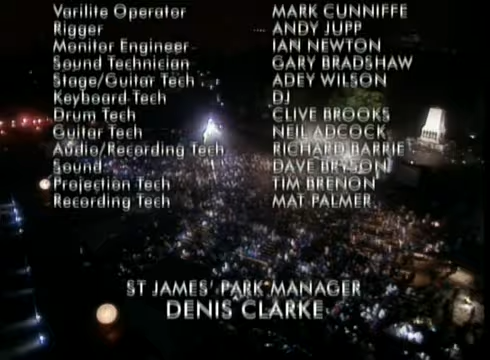 Varilite Operator MARK CUNNIFFE
Rigger ANDY JUPP
Monitor Engineer IAN NEWTON
Sound Technician GARY BRADSHAW
Stage/Guitar Tech ADEY WILSON
Keyboard Tech DJ
Drum Tech CLIVE BROOKS
Guitar Tech NEIL ADCOCK
Audio/Recording Tech RICHARD BARRIE
Sound DAVE BRYSON
Projection Tech TIM BRENON
Recording Tech MAT PALMER
ST JAMES' PARK MANAGER
DENIS CLARKE